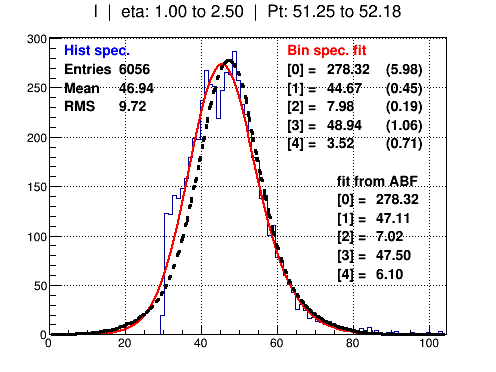 I | eta: 1.00 to 2.50 | Pt: 51.25 to 52.18
Hist spec.
Entries 6056
Mean 46.94
RMS 9.72
Bin spec. fit
[0] = 278.32 (5.98)
[1] = 44.67 (0.45)
[2] = 7.98 (0.19)
[3] = 48.94 (1.06)
[4] = 3.52 (0.71)
fit from ABF
[0] = 278.32
[1] = 47.11
[2] = 7.02
[3] = 47.50
[4] = 6.10
300
250
200
150
100
50
0
0 20 40 60 80 100